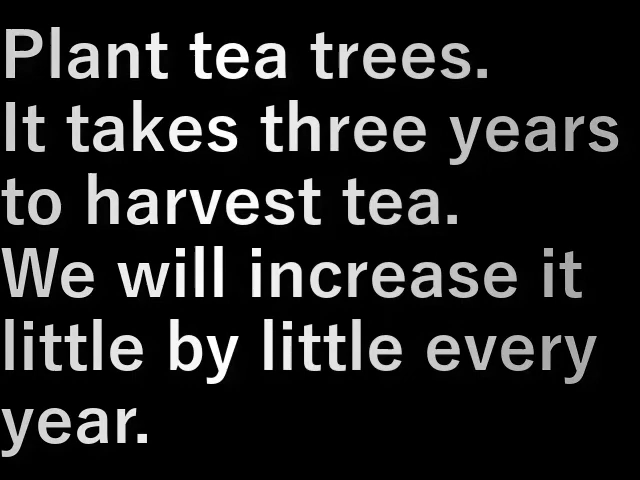 Plant tea trees.
It takes three years
to harvest tea.
We will increase it
little by little every
year.